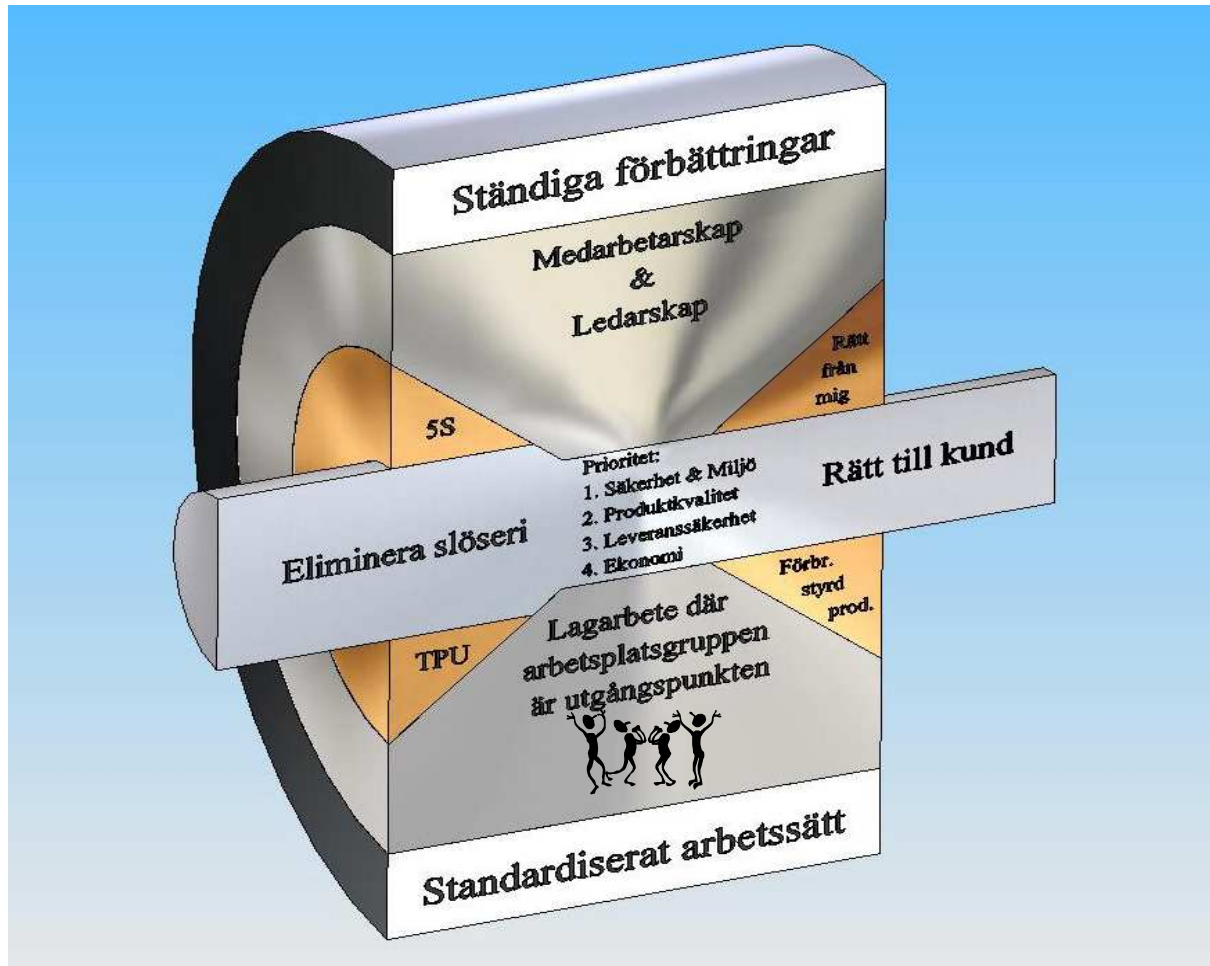 Ständiga förbättringar
Medarbetarskap
&
Ledarskap
Rätt
från
mig
5S
Prioritet:
1. Säkerhet & Miljö
2. Produktkvalitet
3. Leveranssäkerhet
4. Ekonomi
Rätt till kund
Eliminera slöseri
Förbr.
styrd
prod.
TPU
Lagarbete där
arbetsplatsgruppen
är utgångspunkten
Standardiserat arbetssätt